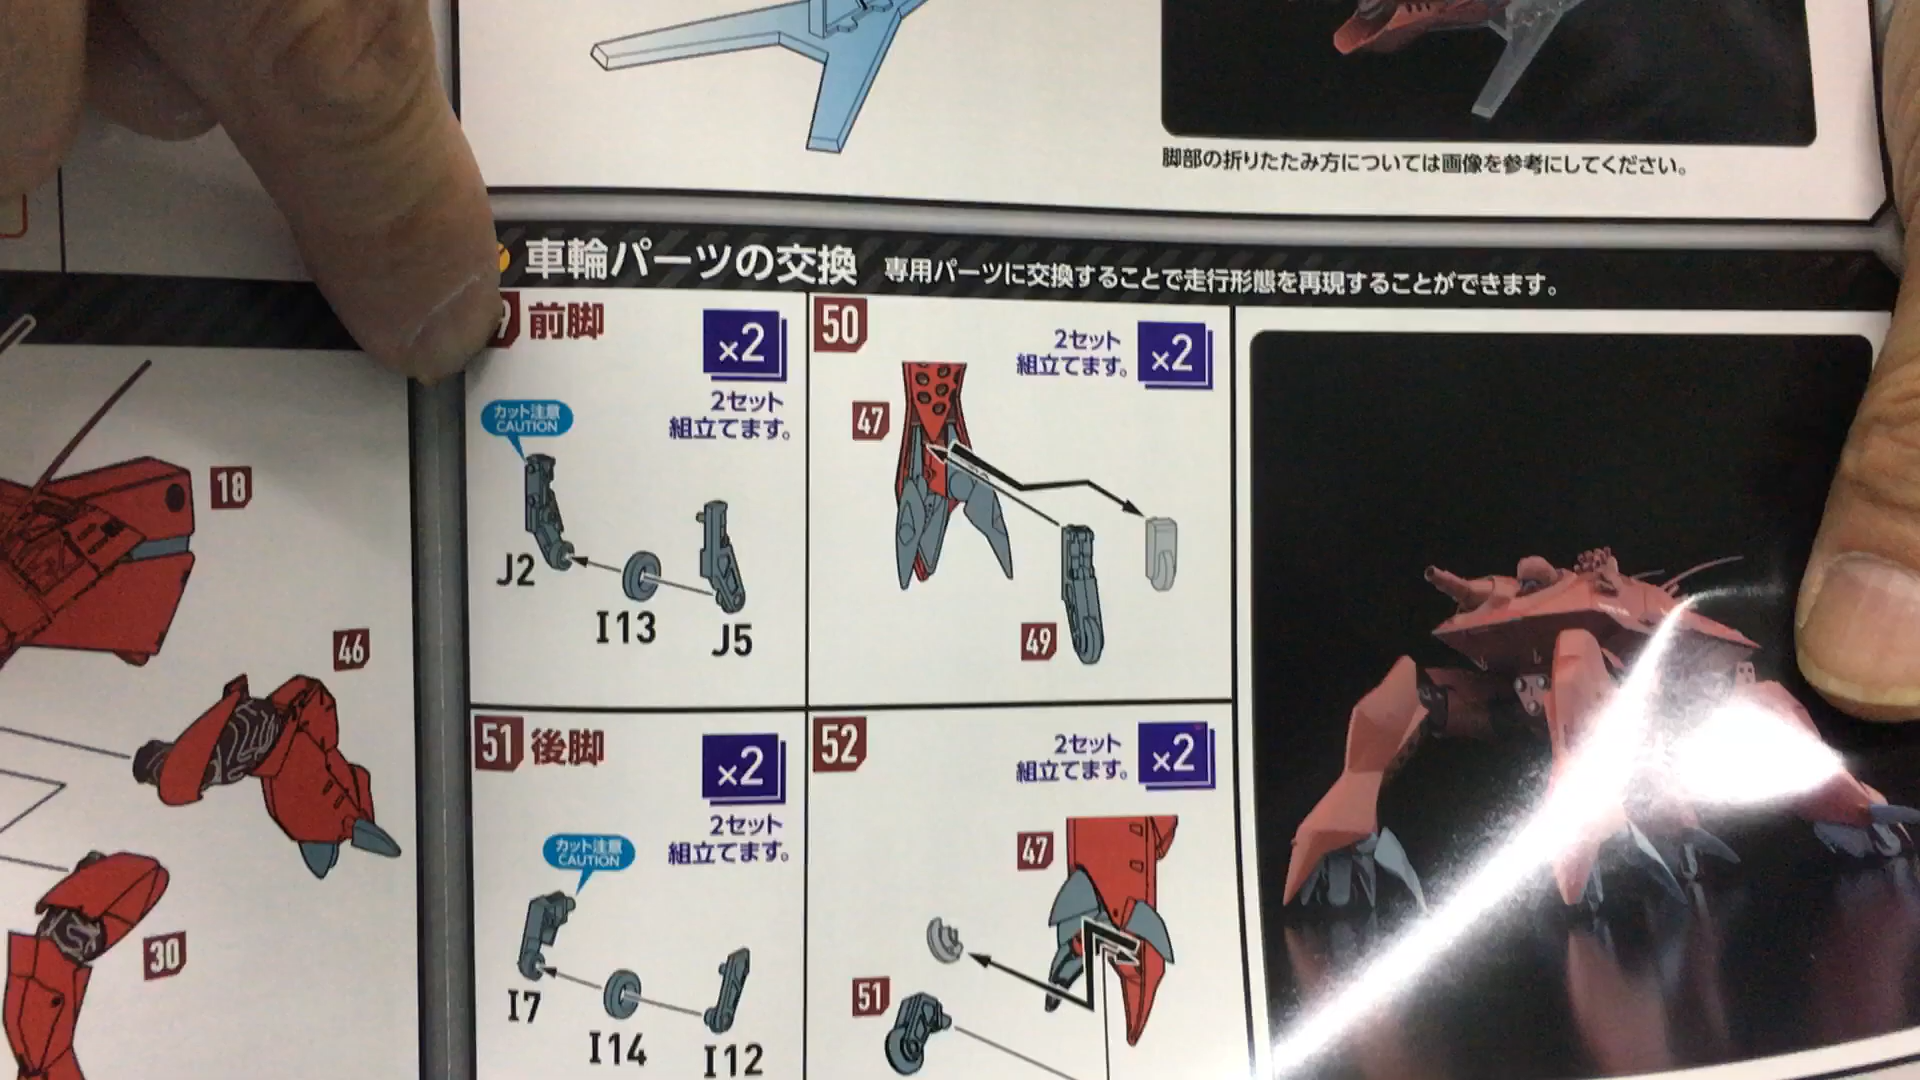 脚部の折りたたみ方については画像を参考にしてください。
車輪パーツの交換 専用パーツに交換することで走行形態を再現することができます。
9 前脚
×2
2セット
組立てます。
カット注意
CAUTION
J2
I13
J5
50
2セット
組立てます。
×2
47
49
51 後脚
×2
2セット
組立てます。
カット注意
CAUTION
I7
I14
I12
52
2セット
組立てます。
×2
47
51
18
46
30